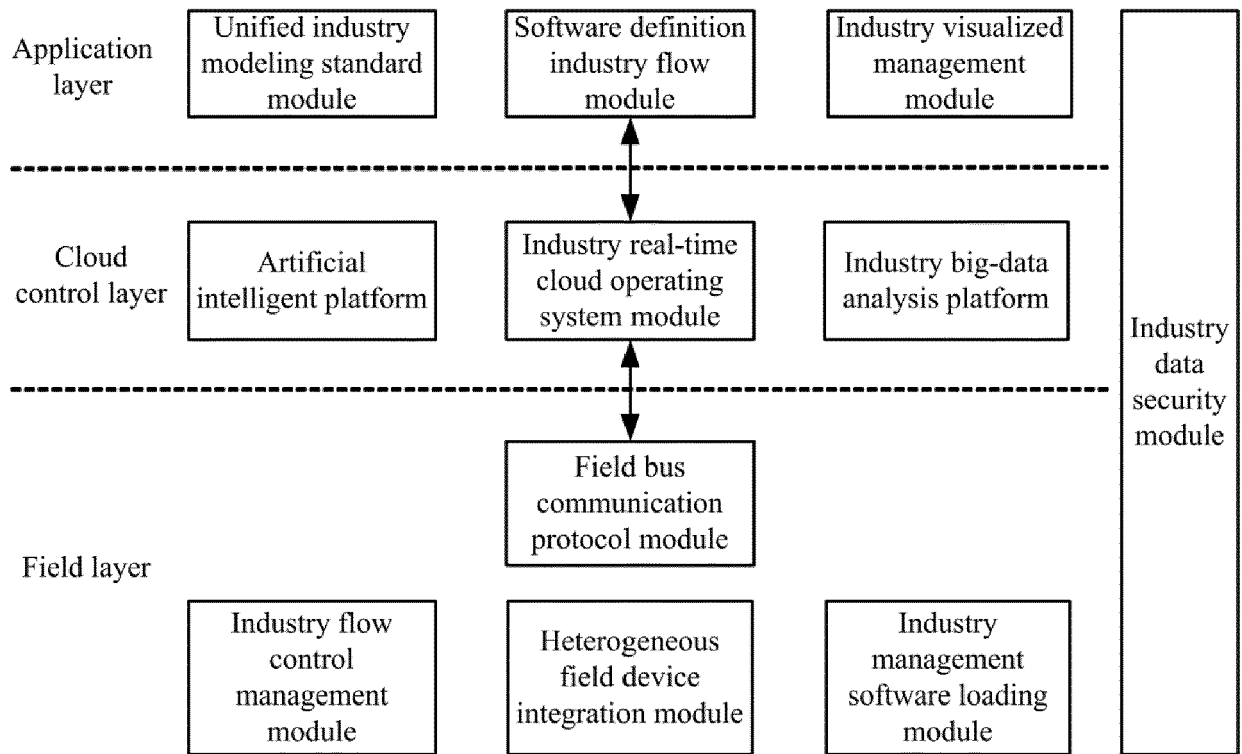 Application
layer
Unified industry
modeling standard
module
Software definition
industry flow
module
Industry visualized
management
module
Cloud
control layer
Artificial
intelligent platform
Industry real-time
cloud operating
system module
Industry big-data
analysis platform
Industry
data
security
module
Field layer
Field bus
communication
protocol module
Industry flow
control
management
module
Heterogeneous
field device
integration module
Industry
management
software loading
module